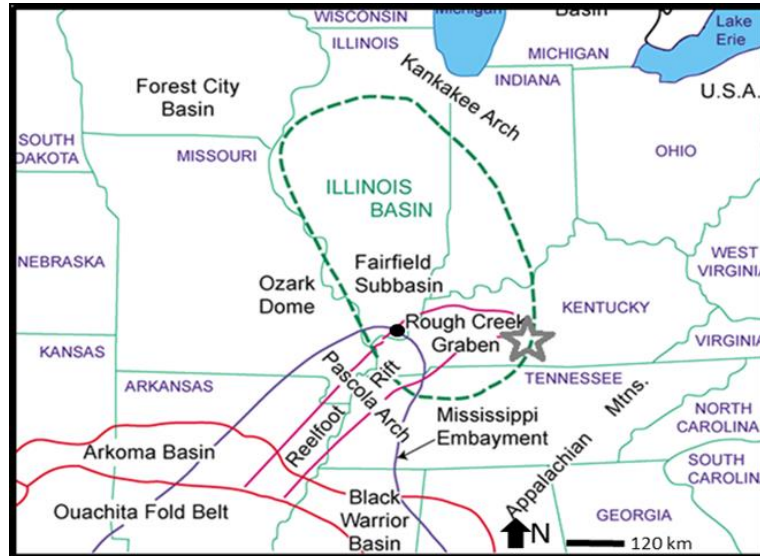 WISCONSIN
Michigan
Basin
Lake
Erie
ILLINOIS
MICHIGAN
Kankakee Arch
INDIANA
U.S.A.
Forest City
Basin
SOUTH
DAKOTA
MISSOURI
OHIO
ILLINOIS
BASIN
NEBRASKA
WEST
VIRGINIA
Fairfield
Subbasin
Ozark
Dome
KENTUCKY
Rough Creek
Graben
KANSAS
VIRGINIA
ARKANSAS
Pascola Arch
Reelfoot Rift
TENNESSEE
Mississippi
Embayment
Appalachian Mtns.
NORTH
CAROLINA
Arkoma Basin
SOUTH
CAROLIN
Ouachita Fold Belt
Black
Warrior
Basin
GEORGIA
N
120 km